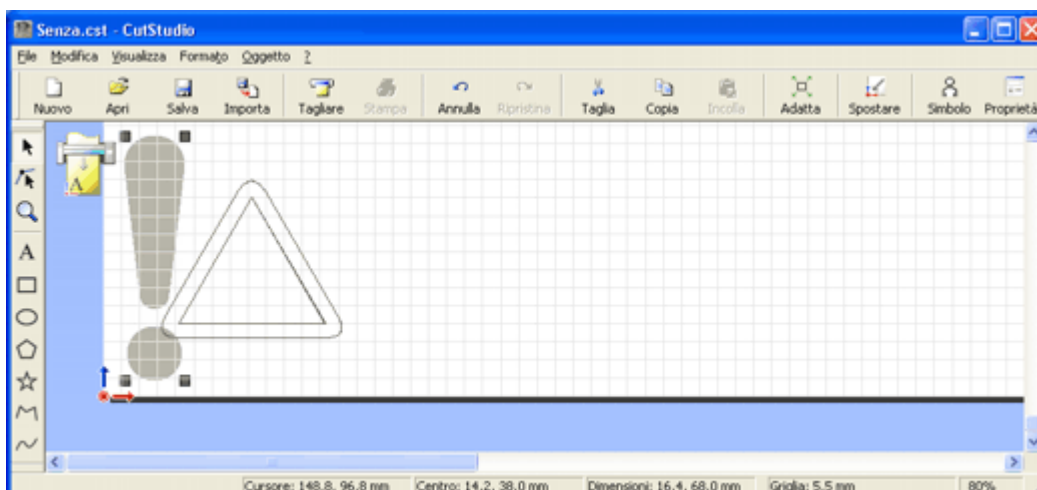 Senza.cst - CutStudio
File Modifica Visualizza Formato Oggetto ?
Nuovo Apri Salva Importa Tagliare Stampa Annulla Ripristina Taglia Copia Incolla Adatta Spostare Simbolo Proprietà
A
A
Cursore: 148.8, 96.8 mm Centro: 14.2, 38.0 mm Dimensioni: 16.4, 68.0 mm Griglia: 5.5 mm 80%